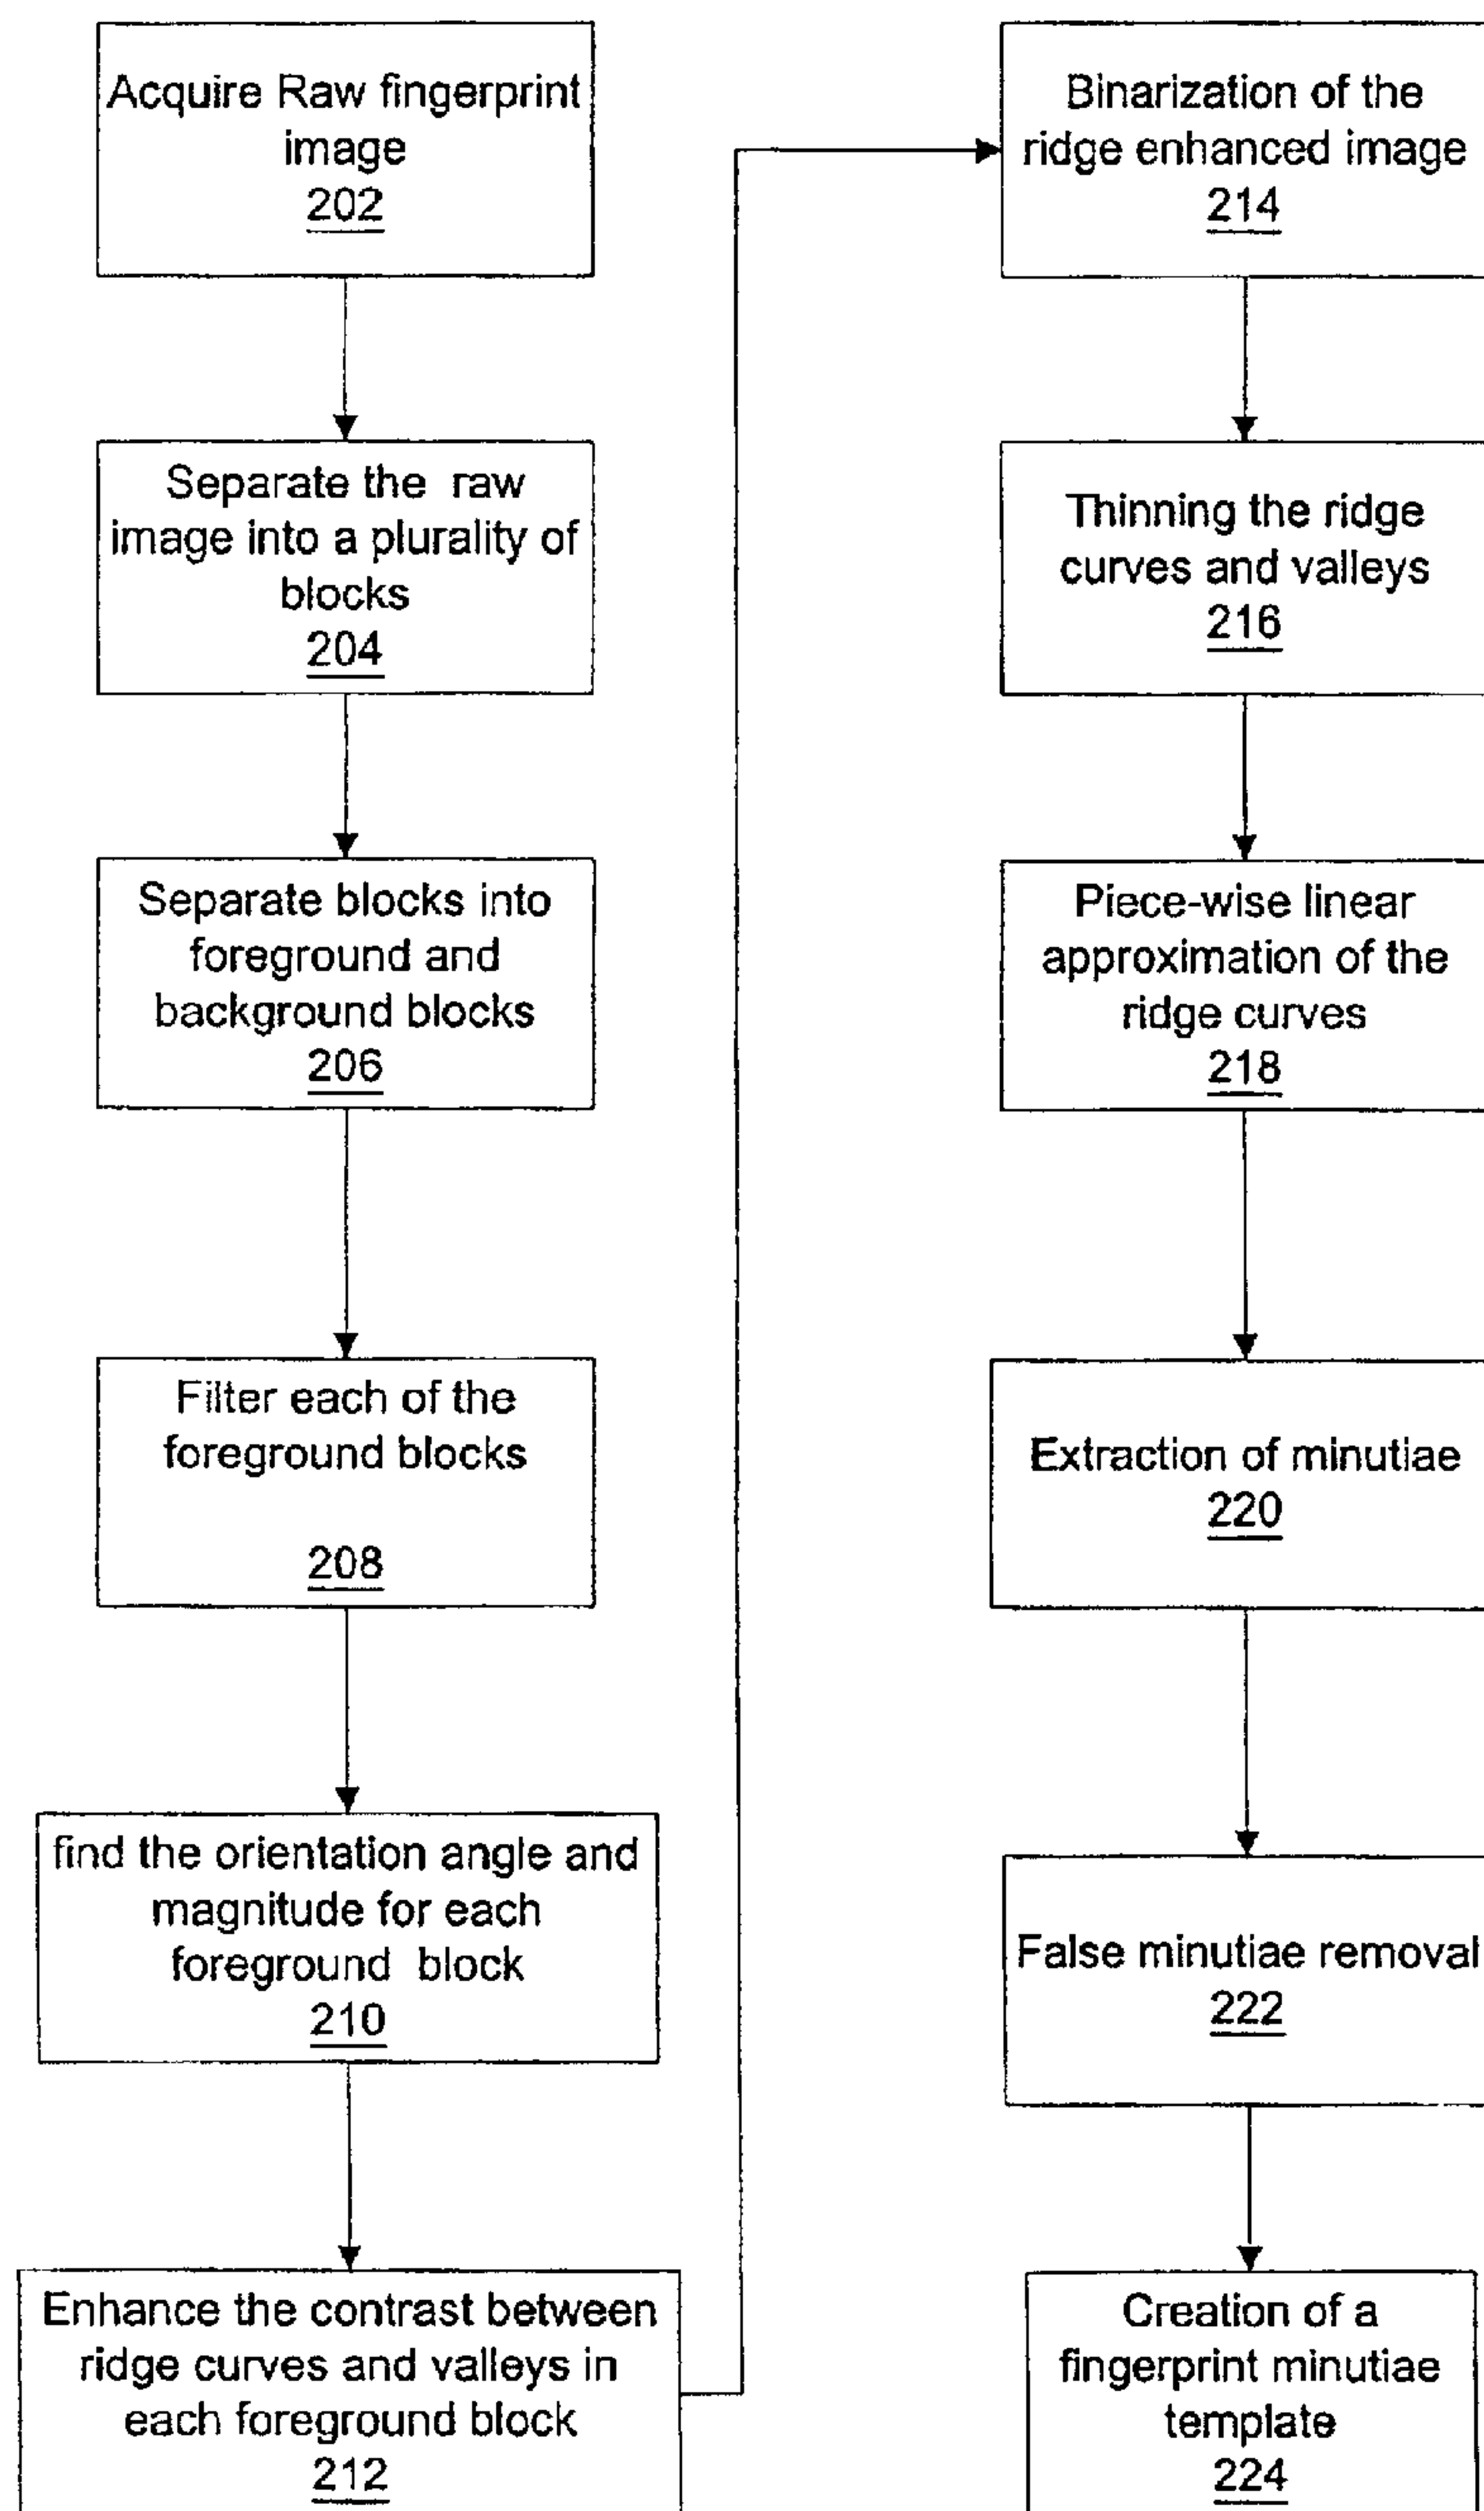 Acquire Raw fingerprint
image
202
Separate the raw
image into a plurality of
blocks
204
Separate blocks into
foreground and
background blocks
206
Filter each of the
foreground blocks
208
find the orientation angle and
magnitude for each
foreground block
210
Enhance the contrast between
ridge curves and valleys in
each foreground block
212
Binarization of the
ridge enhanced image
214
Thinning the ridge
curves and valleys
216
Piece-wise linear
approximation of the
ridge curves
218
Extraction of minutiae
220
False minutiae removal
222
Creation of a
fingerprint minutiae
template
224